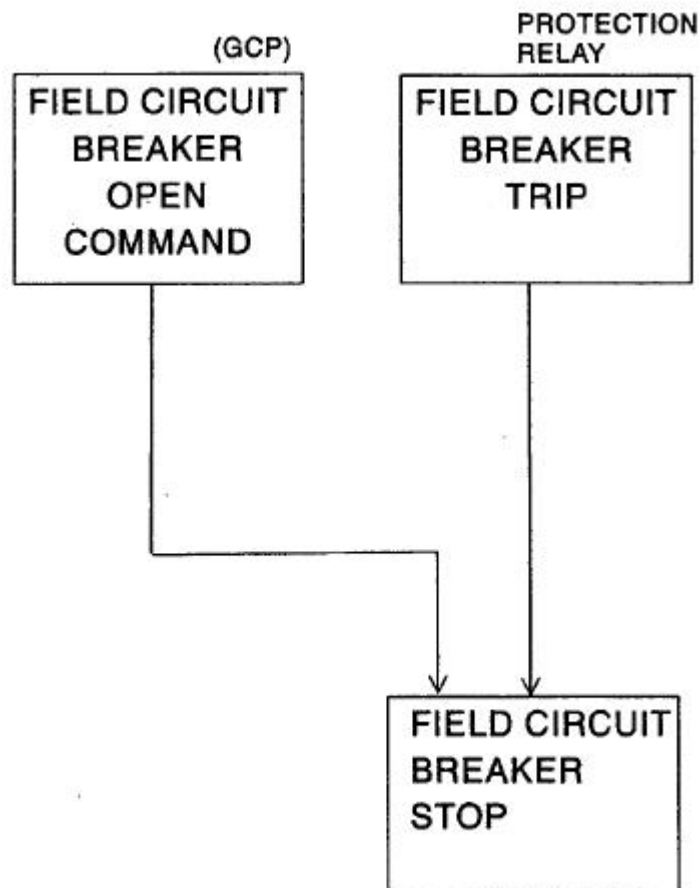 (GCP)
FIELD CIRCUIT
BREAKER
OPEN
COMMAND
PROTECTION
RELAY
FIELD CIRCUIT
BREAKER
TRIP
FIELD CIRCUIT
BREAKER
STOP